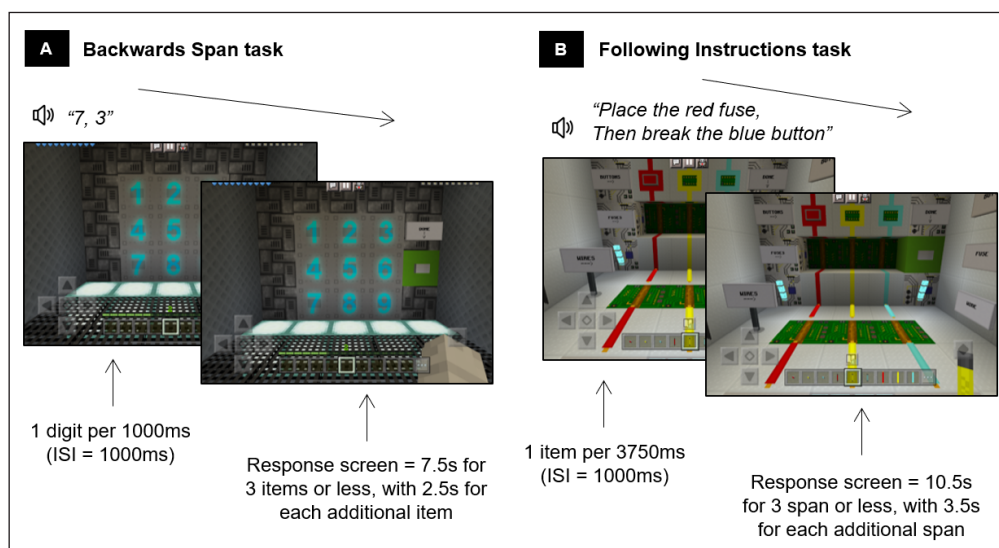 A Backwards Span task
“7, 3”
1 2
4 5
7 8
1 2 3
4 5 6
7 8 9
1 digit per 1000ms
(ISI = 1000ms)
Response screen = 7.5s for
3 items or less, with 2.5s for
each additional item
B Following Instructions task
“Place the red fuse,
Then break the blue button”
BUTTONS
DONE
FUSES
WIRES
BUTTONS
DONE
FUSES
FUSE
WIRES
1 item per 3750ms
(ISI = 1000ms)
Response screen = 10.5s
for 3 span or less, with 3.5s
for each additional span